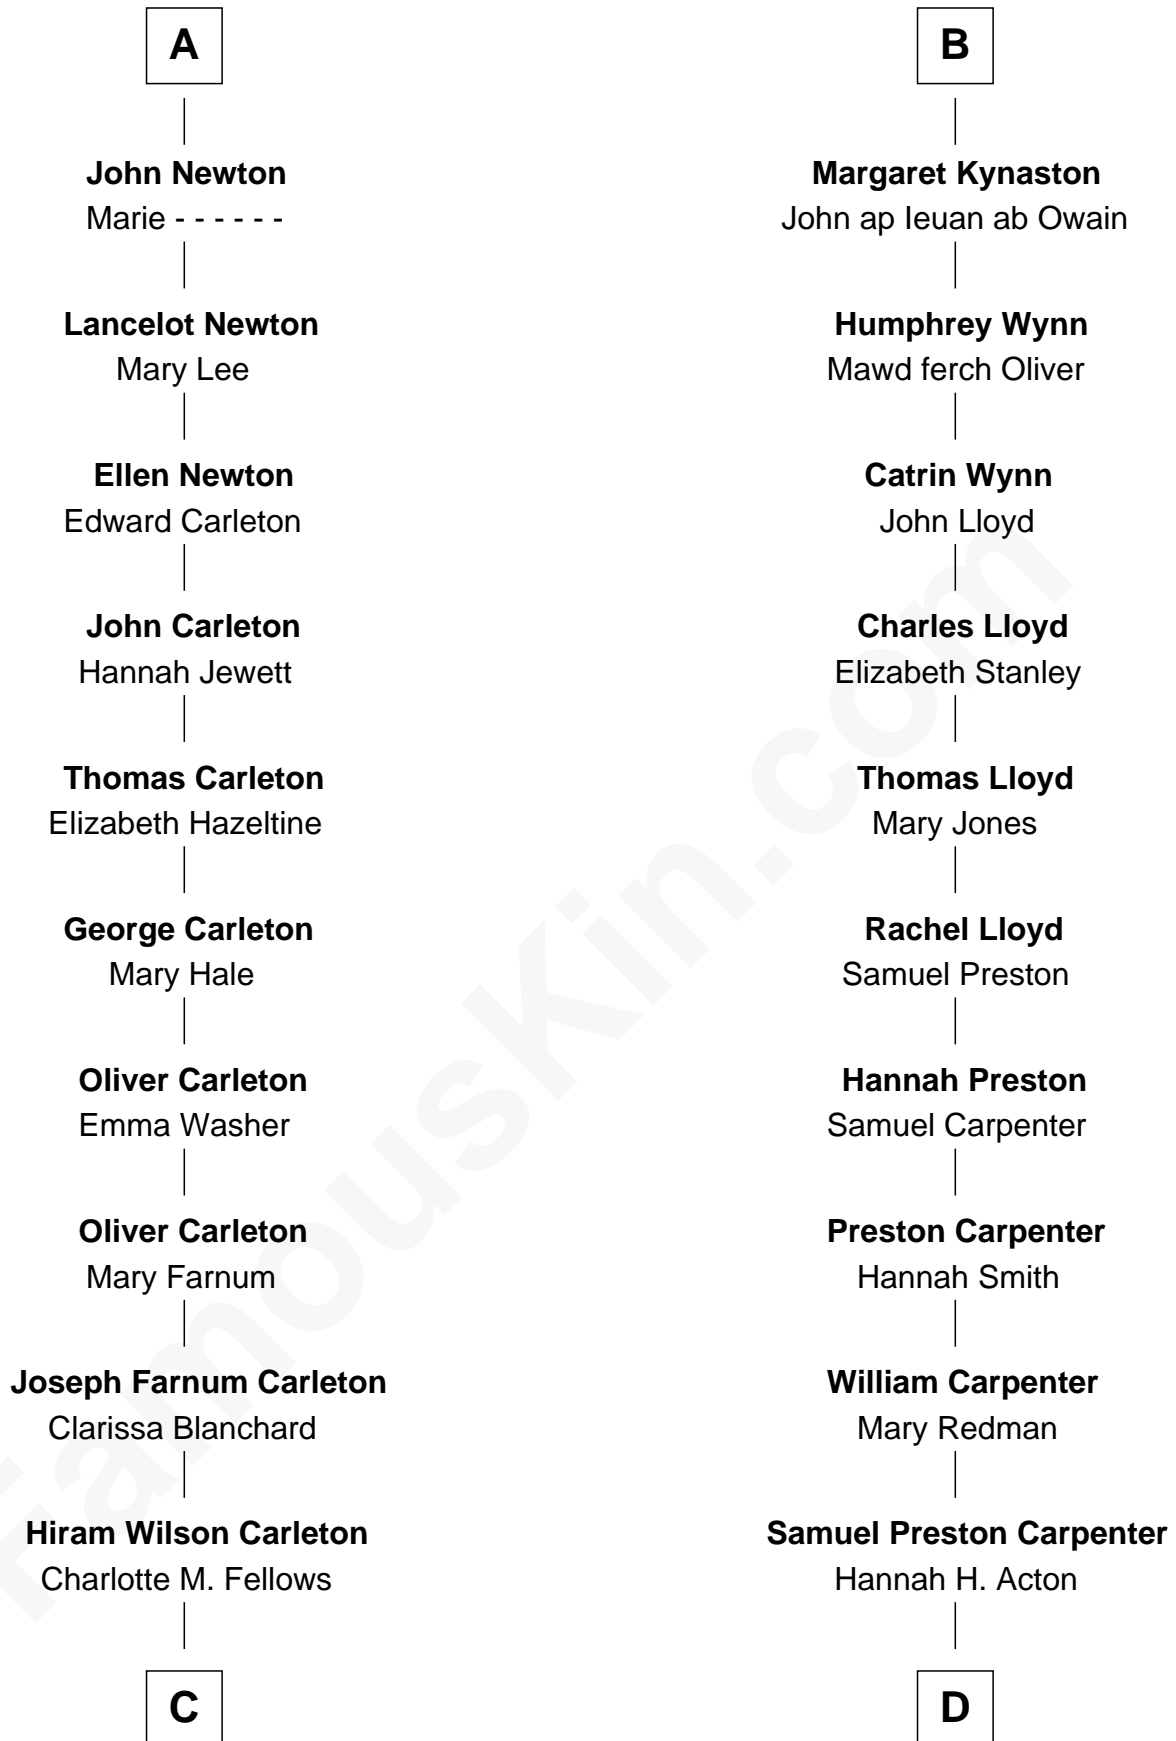 A
John Newton
Marie - - - - - -
Lancelot Newton
Mary Lee
Ellen Newton
Edward Carleton
John Carleton
Hannah Jewett
Thomas Carleton
Elizabeth Hazeltine
George Carleton
Mary Hale
Oliver Carleton
Emma Washer
Oliver Carleton
Mary Farnum
Joseph Farnum Carleton
Clarissa Blanchard
Hiram Wilson Carleton
Charlotte M. Fellows
C
B
Margaret Kynaston
John ap Ieuan ab Owain
Humphrey Wynn
Mawd ferch Oliver
Catrin Wynn
John Lloyd
Charles Lloyd
Elizabeth Stanley
Thomas Lloyd
Mary Jones
Rachel Lloyd
Samuel Preston
Hannah Preston
Samuel Carpenter
Preston Carpenter
Hannah Smith
William Carpenter
Mary Redman
Samuel Preston Carpenter
Hannah H. Acton
D
FamousKin.com